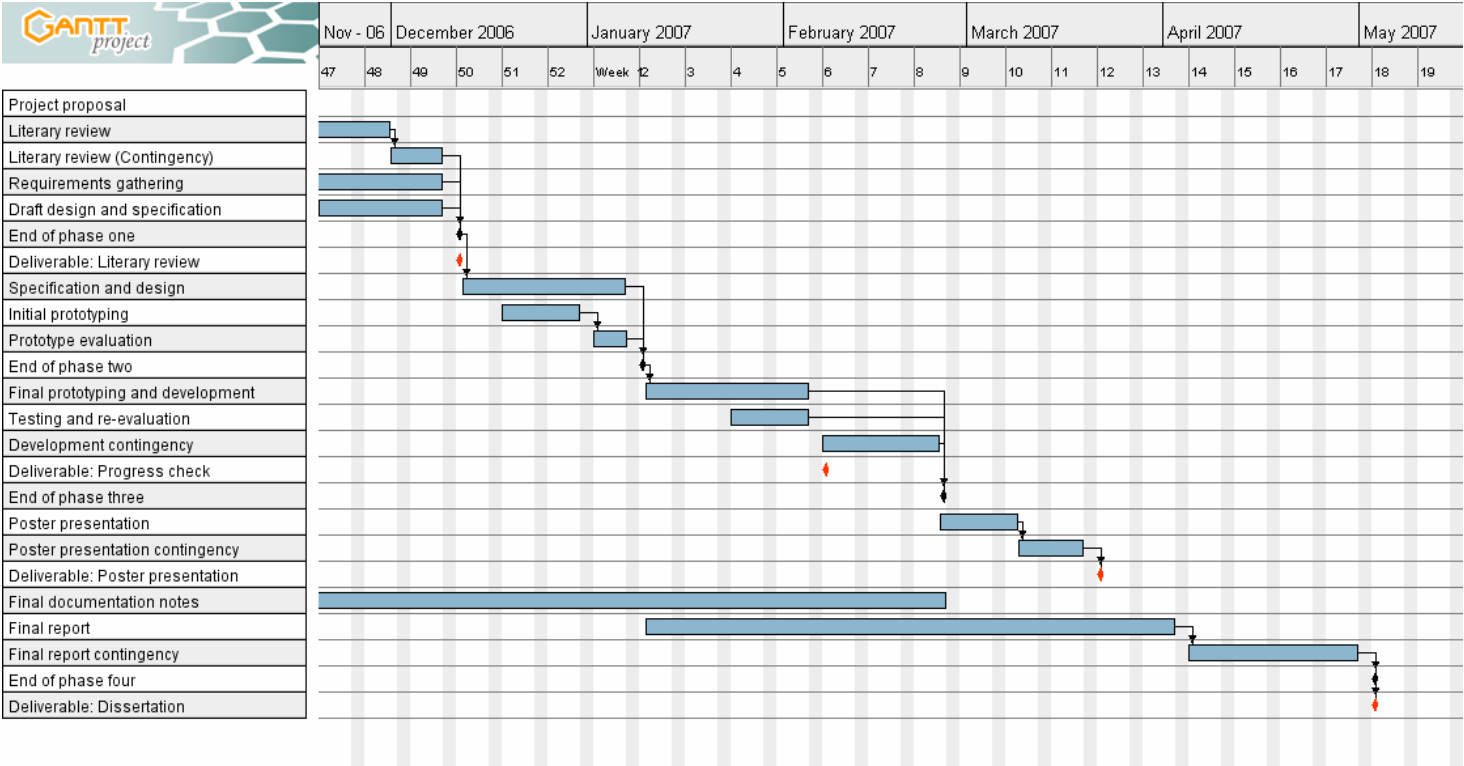 GANTT
project
Nov - 06 December 2006 January 2007 February 2007 March 2007 April 2007 May 2007
47 48 49 50 51 52 Week 2 3 4 5 6 7 8 9 10 11 12 13 14 15 16 17 18 19
Project proposal
Literary review
Literary review (Contingency)
Requirements gathering
Draft design and specification
End of phase one
Deliverable: Literary review
Specification and design
Initial prototyping
Prototype evaluation
End of phase two
Final prototyping and development
Testing and re-evaluation
Development contingency
Deliverable: Progress check
End of phase three
Poster presentation
Poster presentation contingency
Deliverable: Poster presentation
Final documentation notes
Final report
Final report contingency
End of phase four
Deliverable: Dissertation